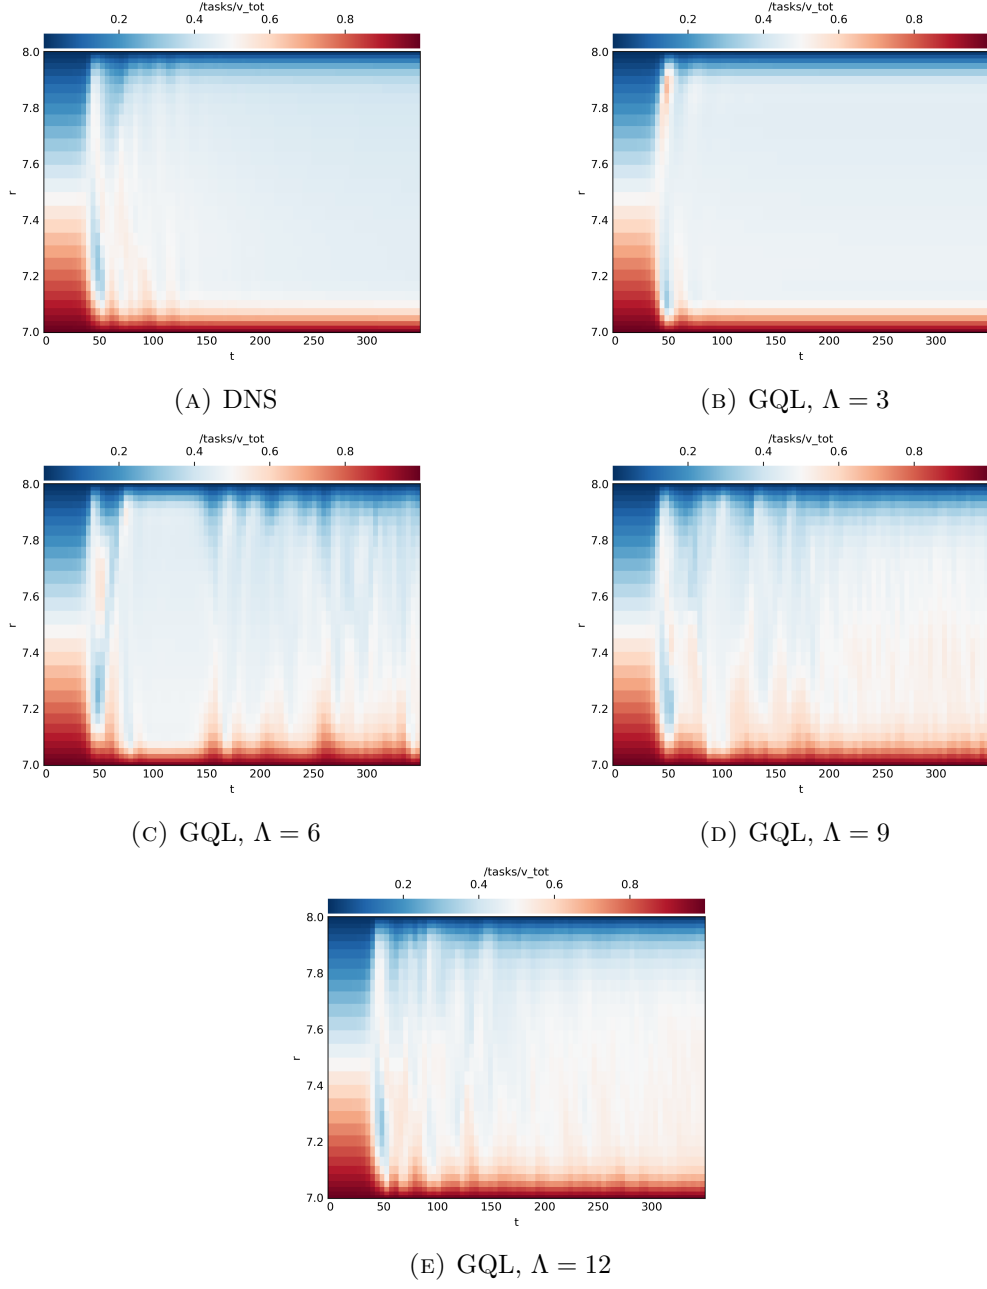 /tasks/v_tot
0.2 0.4 0.6 0.8
8.0
7.8
7.6
r
7.4
7.2
7.0
0 50 100 150 200 250 300
t
(A) DNS
/tasks/v_tot
0.2 0.4 0.6 0.8
8.0
7.8
7.6
r
7.4
7.2
7.0
0 50 100 150 200 250 300
t
(B) GQL, Λ = 3
/tasks/v_tot
0.2 0.4 0.6 0.8
8.0
7.8
7.6
r
7.4
7.2
7.0
0 50 100 150 200 250 300
t
(C) GQL, Λ = 6
/tasks/v_tot
0.2 0.4 0.6 0.8
8.0
7.8
7.6
r
7.4
7.2
7.0
0 50 100 150 200 250 300
t
(D) GQL, Λ = 9
/tasks/v_tot
0.2 0.4 0.6 0.8
8.0
7.8
7.6
r
7.4
7.2
7.0
0 50 100 150 200 250 300
t
(E) GQL, Λ = 12